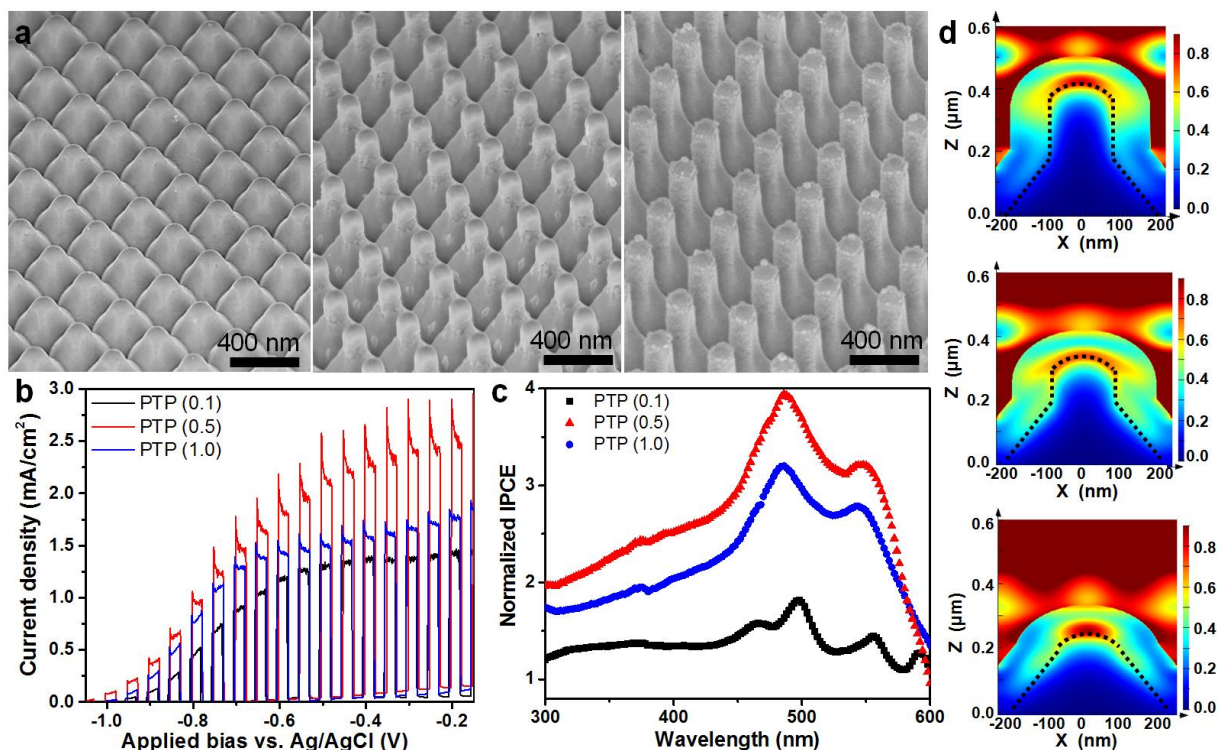 a
400 nm
400 nm
400 nm
b
3.0
2.5
2.0
1.5
1.0
0.5
0.0
PTP (0.1)
PTP (0.5)
PTP (1.0)
Current density (mA/cm²)
-1.0
-0.8
-0.6
-0.4
-0.2
Applied bias vs. Ag/AgCl (V)
c
4
3
2
1
PTP (0.1)
PTP (0.5)
PTP (1.0)
Normalized IPCE
300
400
500
600
Wavelength (nm)
d
0.6
0.4
0.2
0.0
Z (μm)
-200 -100 0 100 200
X (nm)
0.8
0.6
0.4
0.2
0.0
0.6
0.4
0.2
0.0
Z (μm)
-200 -100 0 100 200
X (nm)
0.8
0.6
0.4
0.2
0.0
0.6
0.4
0.2
0.0
Z (μm)
-200 -100 0 100 200
X (nm)
0.8
0.6
0.4
0.2
0.0